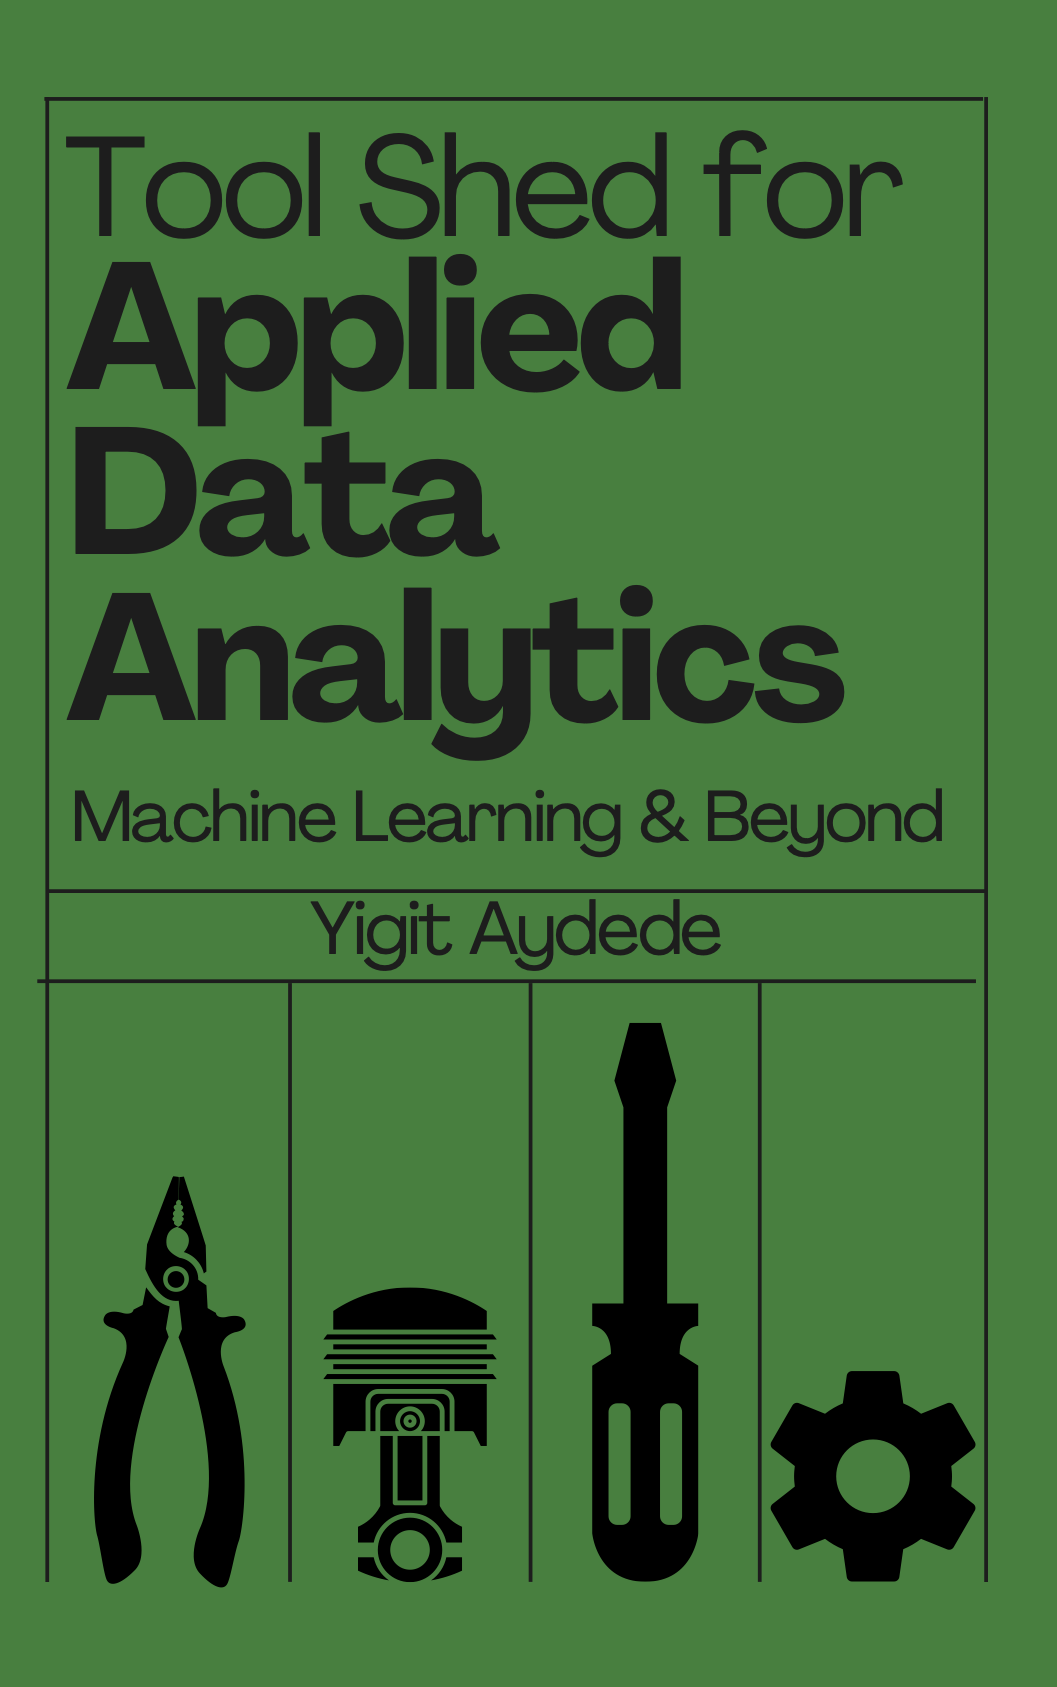 Tool Shed for
Applied
Data
Analytics
Machine Learning & Beyond
Yigit Aydede